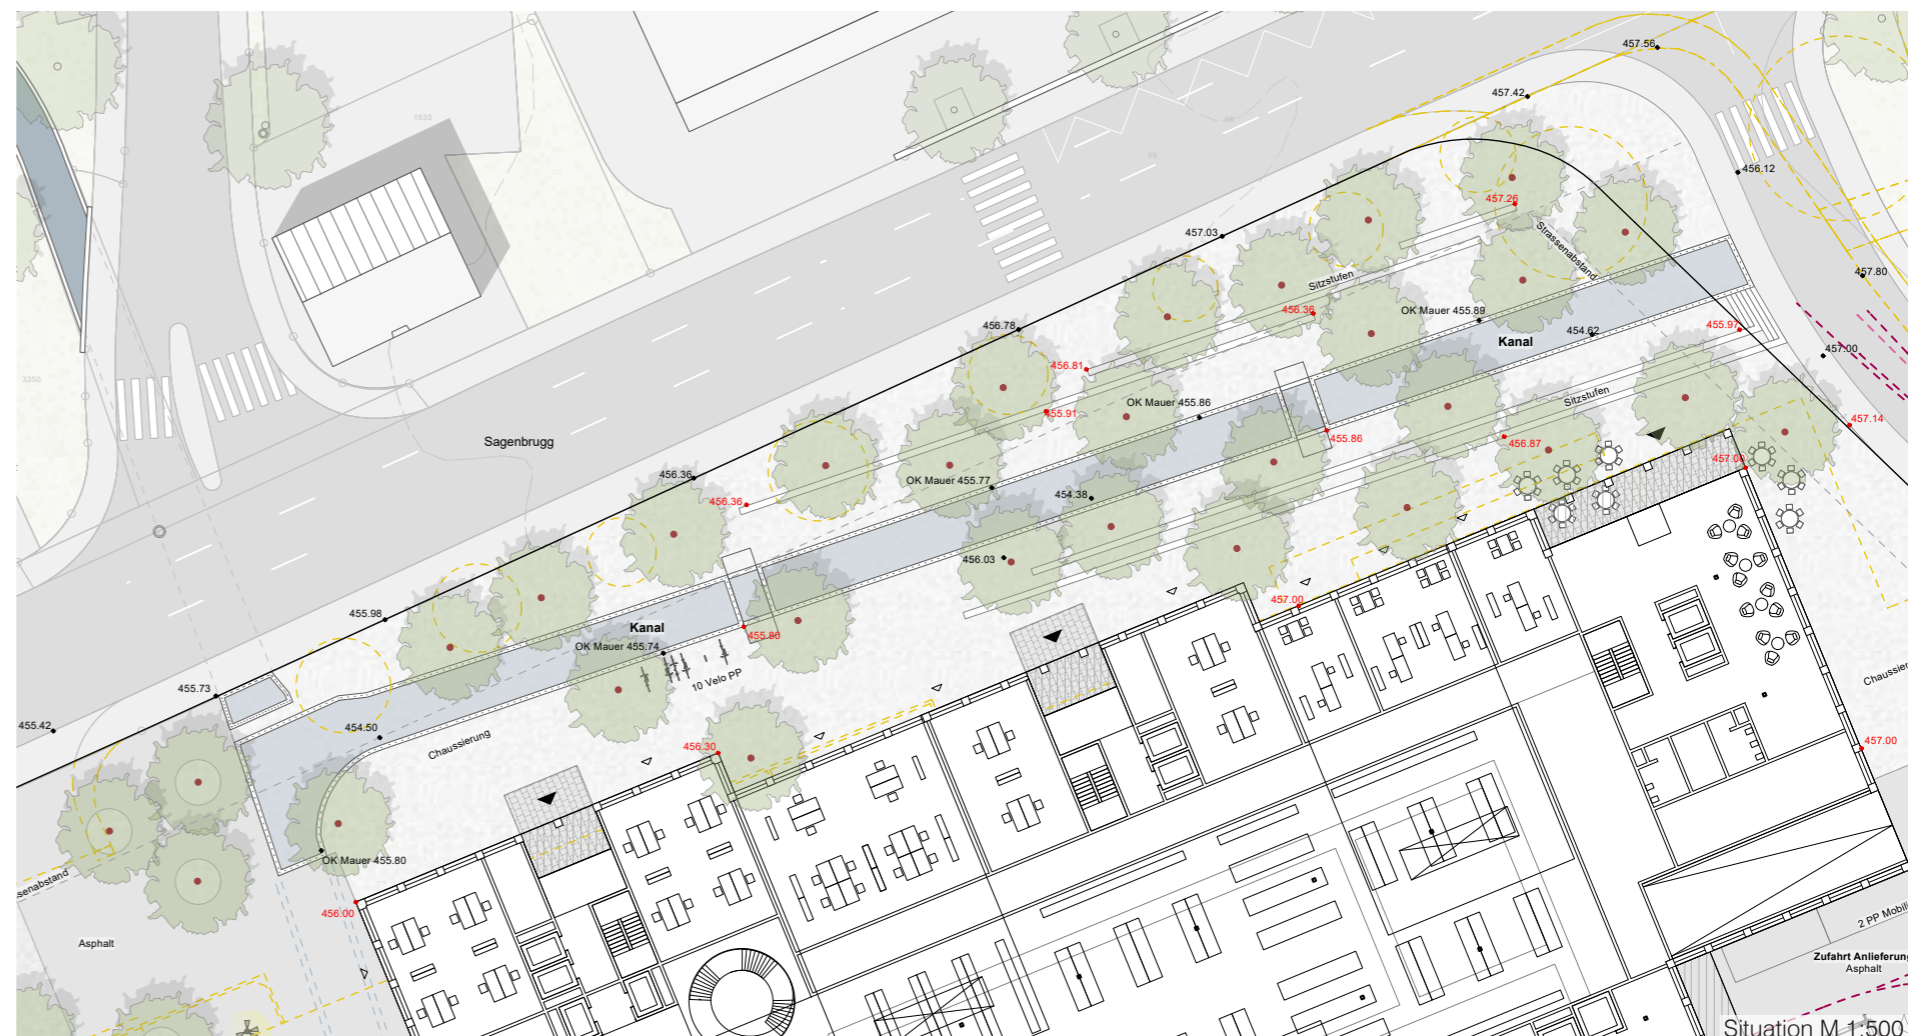 457.56
457.42
1533
456.12
457.26
457.03
Strassenabstand
457.80
Sitzstufen
456.36
OK Mauer 455.89
456.78
454.62
455.97
Kanal
457.00
456.81
3350
Sitzstufen
OK Mauer 455.86
455.91
457.14
455.86
Sagenbrugg
456.87
457.00
456.36
OK Mauer 455.77
454.38
456.36
456.03
457.00
455.98
Kanal
455.80
OK Mauer 455.74
10 Velo PP
Chaussier
455.73
455.42
454.50
Chaussierung
456.30
457.00
OK Mauer 455.80
senabstand
456.00
2 PP Mobili
Asphalt
Zufahrt Anlieferung
Asphalt
Situation M 1:500